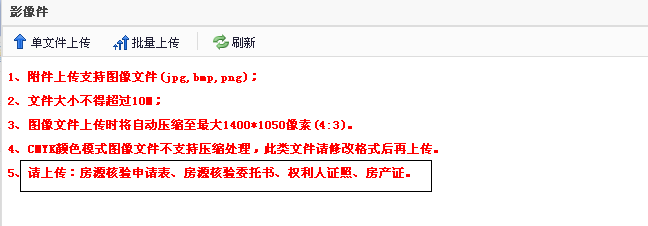 影像件
单文件上传 批量上传 刷新
1、附件上传支持图像文件(jpg,bmp,png)；
2、文件大小不得超过10M；
3、图像文件上传时将自动压缩至最大1400*1050像素(4:3)。
4、CMYK颜色模式图像文件不支持压缩处理，此类文件请修改格式后再上传。
5、请上传：房源核验申请表、房源核验委托书、权利人证照、房产证。